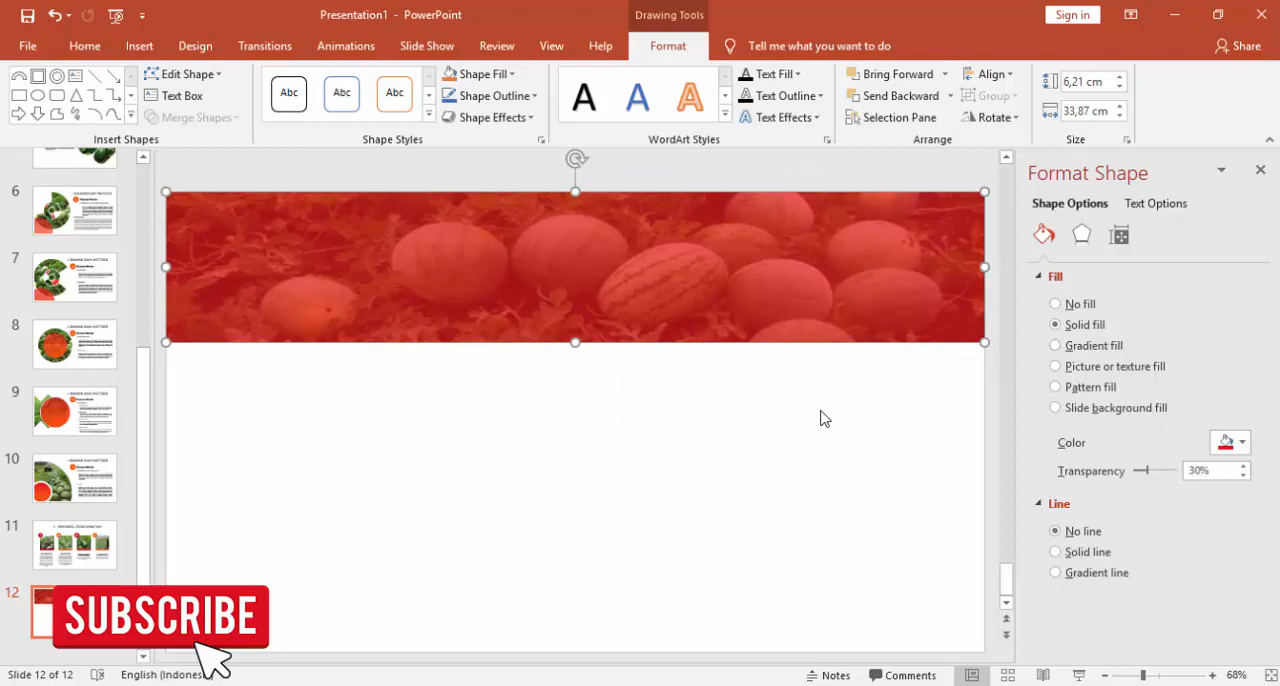 Presentation1 - PowerPoint
Drawing Tools
Sign in
File
Home
Insert
Design
Transitions
Animations
Slide Show
Review
View
Help
Format
Tell me what you want to do
Share
Edit Shape
Text Box
Merge Shapes
Insert Shapes
Abc
Abc
Abc
Shape Fill
Shape Outline
Shape Effects
Shape Styles
A
A
A
Text Fill
Text Outline
Text Effects
WordArt Styles
Bring Forward
Send Backward
Selection Pane
Align
Group
Rotate
Arrange
6,21 cm
33,87 cm
Size
6
7
8
9
10
11
12
SUBSCRIBE
Format Shape
Shape Options
Text Options
Fill
No fill
Solid fill
Gradient fill
Picture or texture fill
Pattern fill
Slide background fill
Color
Transparency
30%
Line
No line
Solid line
Gradient line
Slide 12 of 12
English (Indones
Notes
Comments
68%